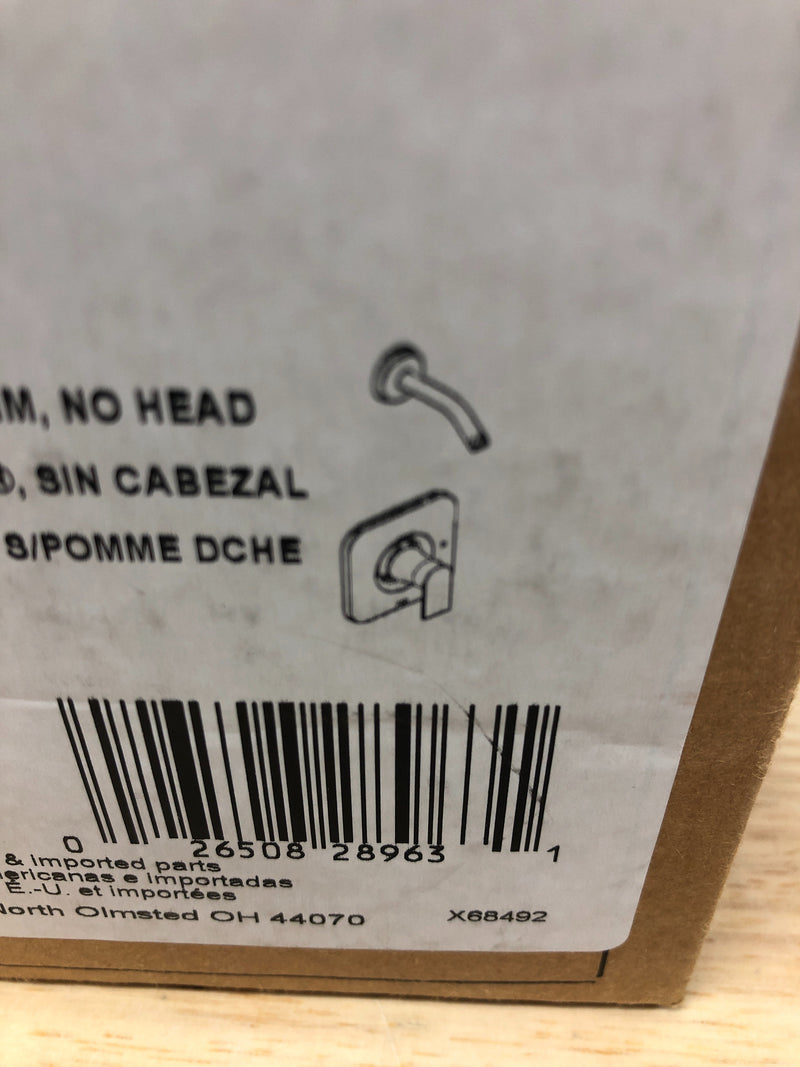 M, NO HEAD
®, SIN CABEZAL
S/POMME DCHE
0 26508 28963 1
& imported parts
ericanas e importadas
É.-U. et importées
North Olmsted OH 44070 X68492